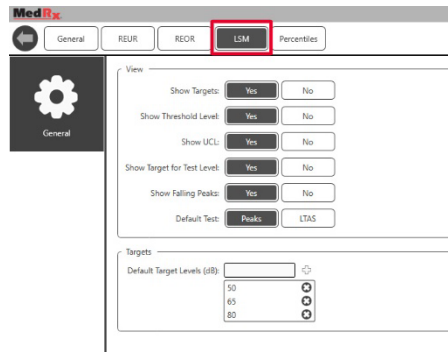 MedRx
General REUR REOR LSM Percentiles
General
View
Show Targets: Yes No
Show Threshold Level: Yes No
Show UCL: Yes No
Show Target for Test Level: Yes No
Show Falling Peaks: Yes No
Default Test: Peaks LTAS
Targets
Default Target Levels (dB):
50
65
80